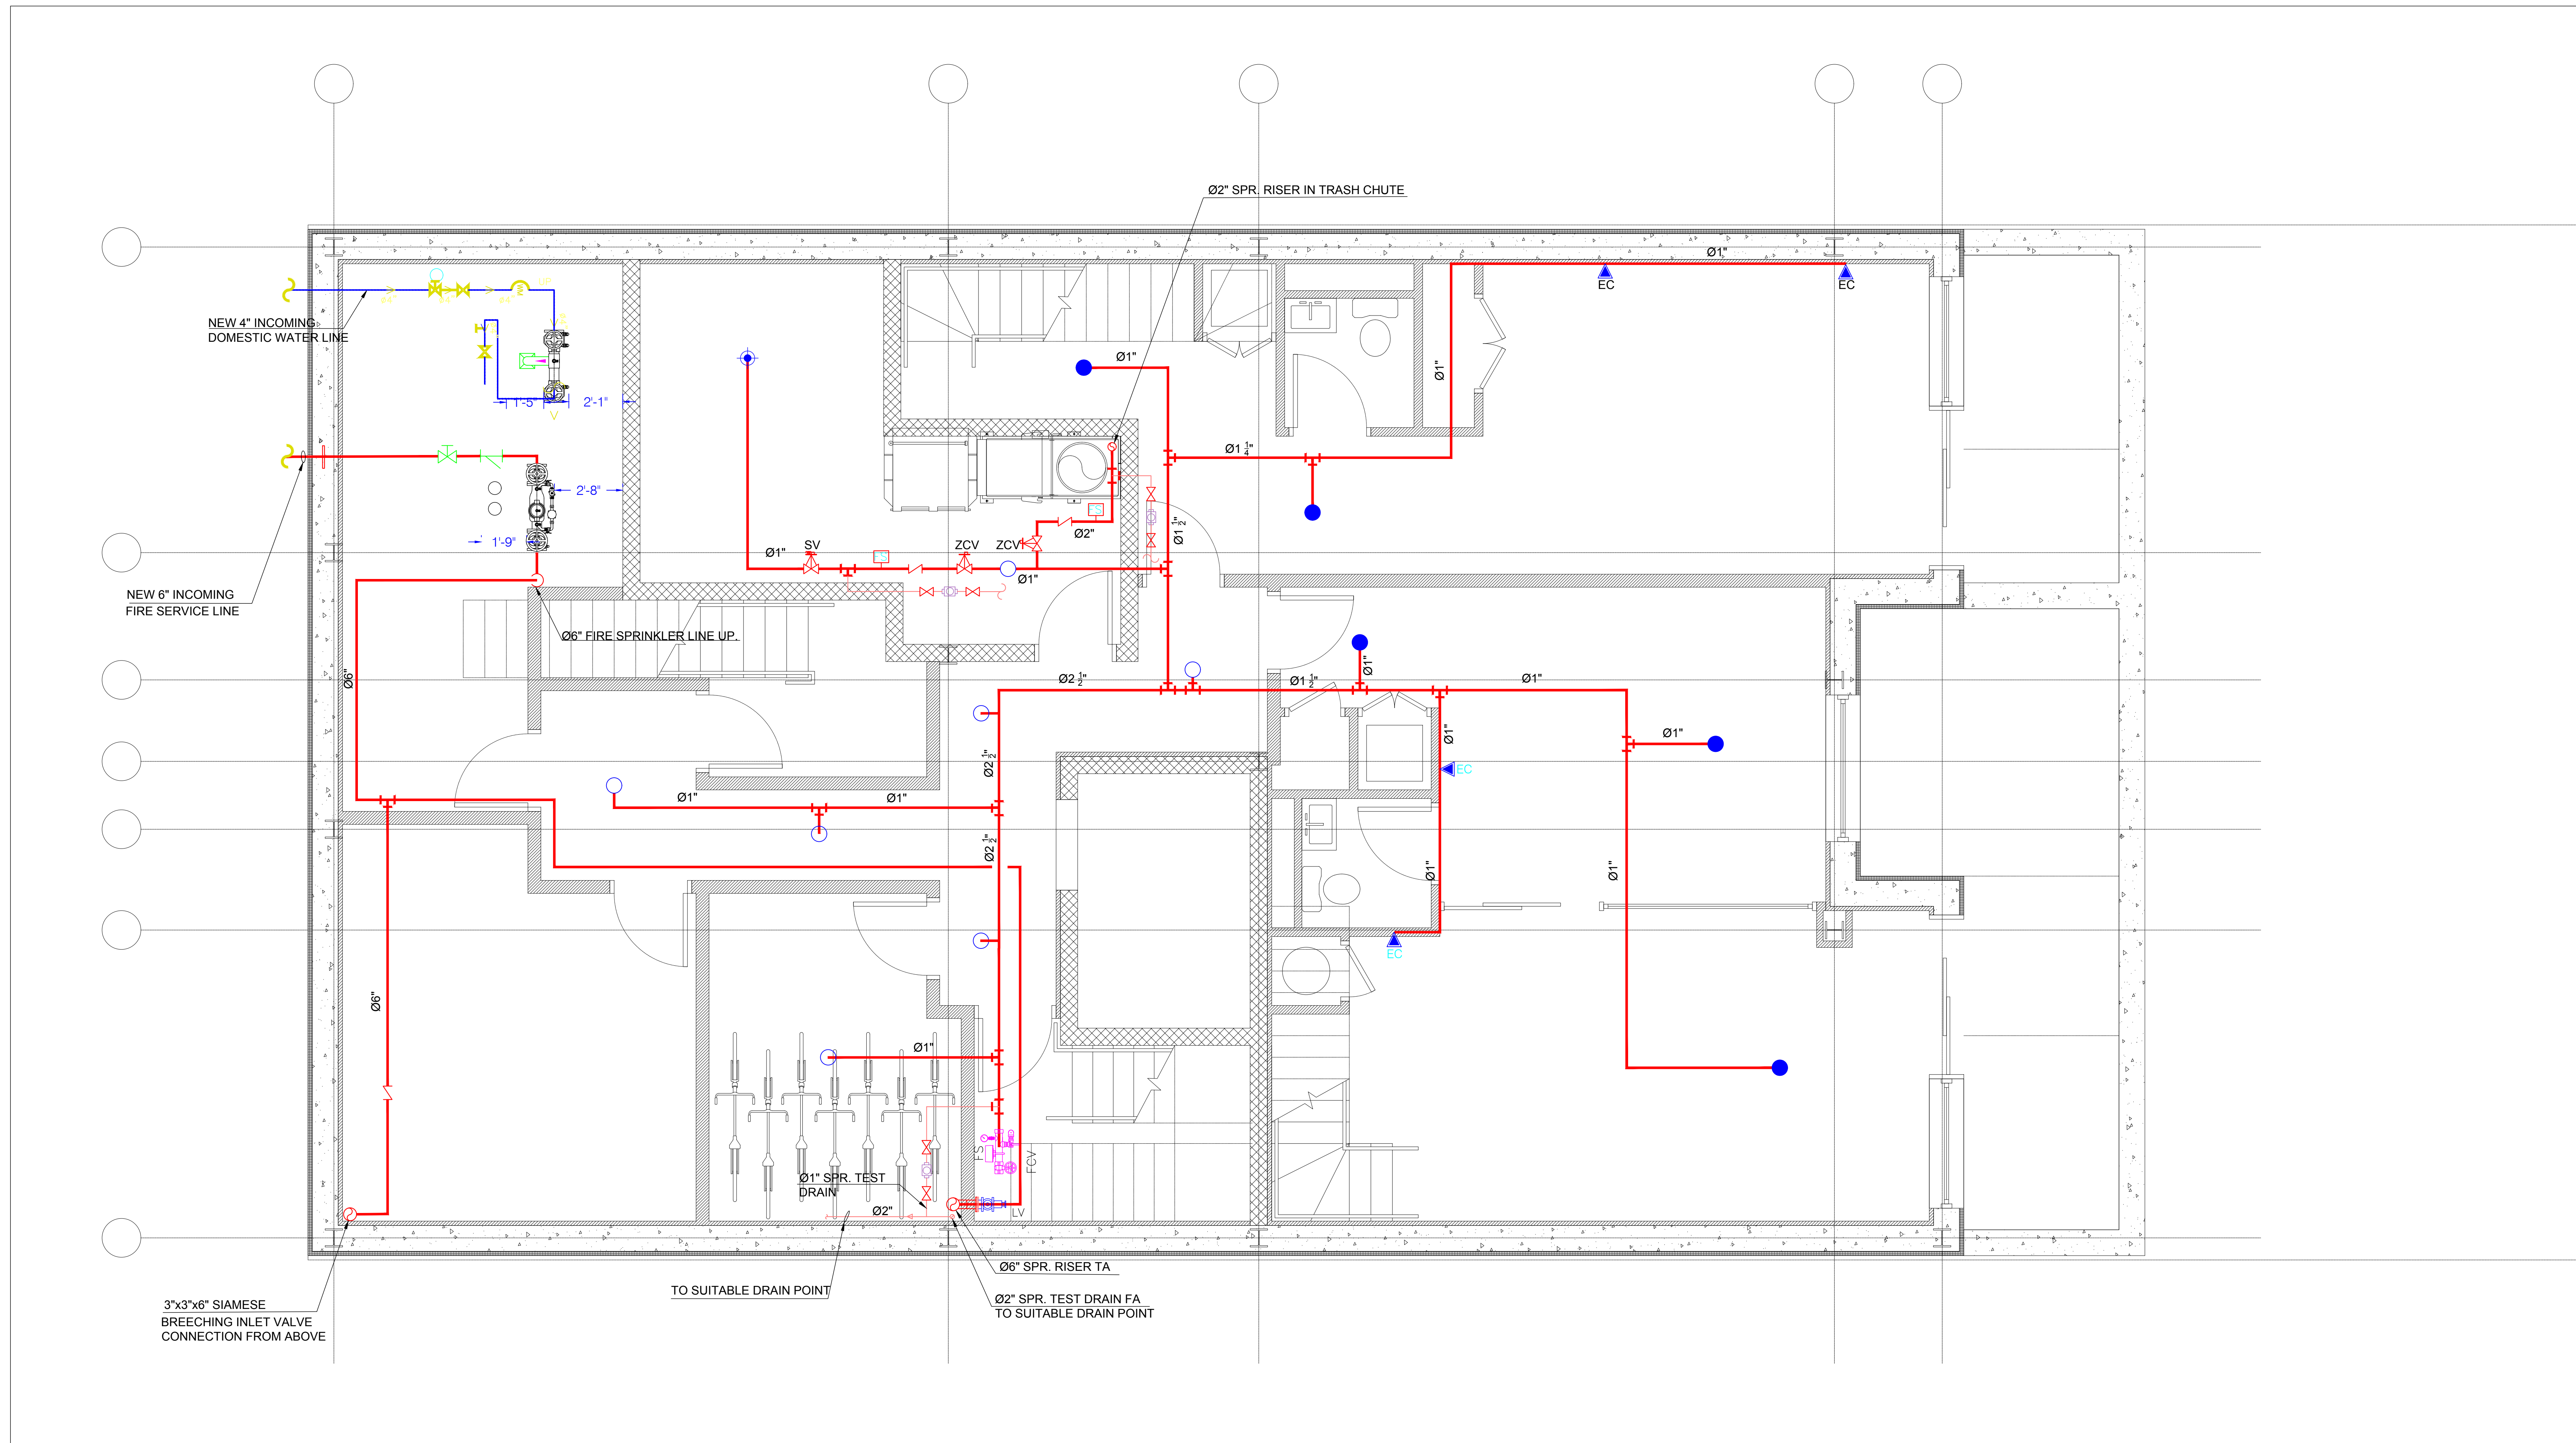 Ø2" SPR. RISER IN TRASH CHUTE
Ø1"
EC
EC
NEW 4" INCOMING
DOMESTIC WATER LINE
Ø1"
Ø1"
1'-5"
2'-1"
V
Ø1 1/4"
2'-8"
1'-9"
FS
Ø2"
Ø1 1/2"
SV
ZCV
ZCV
Ø1"
FS
Ø1"
NEW 6" INCOMING
FIRE SERVICE LINE
Ø6" FIRE SPRINKLER LINE UP.
Ø6"
Ø2 1/2"
Ø1 1/2"
Ø1"
Ø1"
Ø1"
Ø1"
Ø2 1/2"
EC
Ø1"
Ø1"
Ø2 1/2"
Ø1"
Ø1"
EC
Ø6"
Ø1"
FS
FCV
Ø1" SPR. TEST
DRAIN
Ø2"
LV
Ø6" SPR. RISER TA
TO SUITABLE DRAIN POINT
Ø2" SPR. TEST DRAIN FA
TO SUITABLE DRAIN POINT
3"x3"x6" SIAMESE
BREECHING INLET VALVE
CONNECTION FROM ABOVE